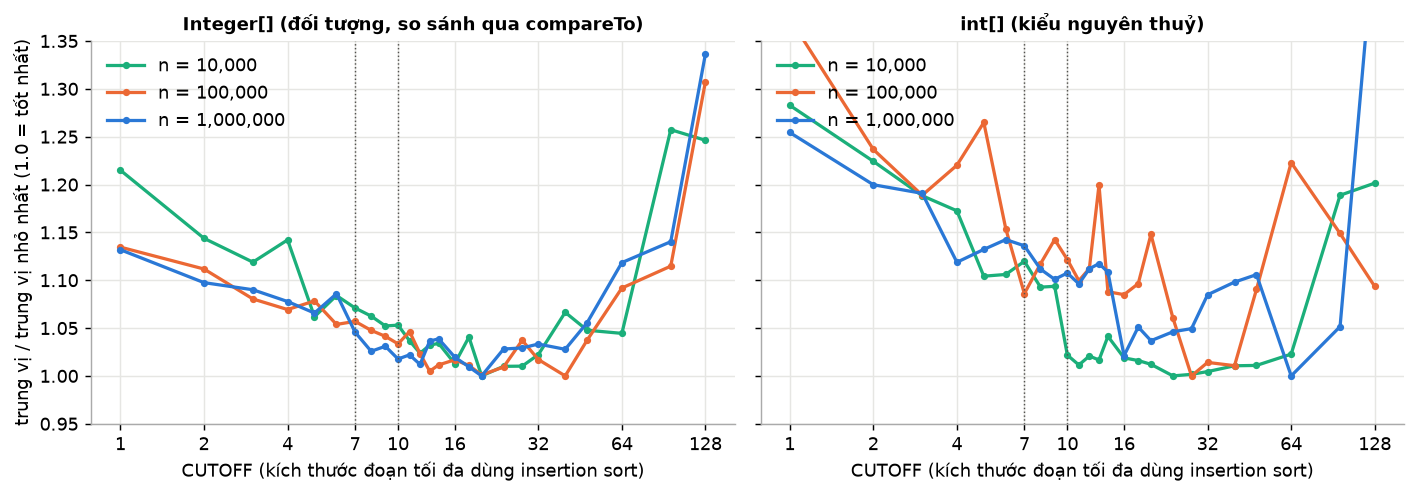 Integer[] (đối tượng, so sánh qua compareTo)
trung vị / trung vị nhỏ nhất (1.0 = tốt nhất)
1.35
1.30
1.25
1.20
1.15
1.10
1.05
1.00
0.95
n = 10,000
n = 100,000
n = 1,000,000
1 2 4 7 10 16 32 64 128
CUTOFF (kích thước đoạn tối đa dùng insertion sort)
int[] (kiểu nguyên thuỷ)
n = 10,000
n = 100,000
n = 1,000,000
1 2 4 7 10 16 32 64 128
CUTOFF (kích thước đoạn tối đa dùng insertion sort)